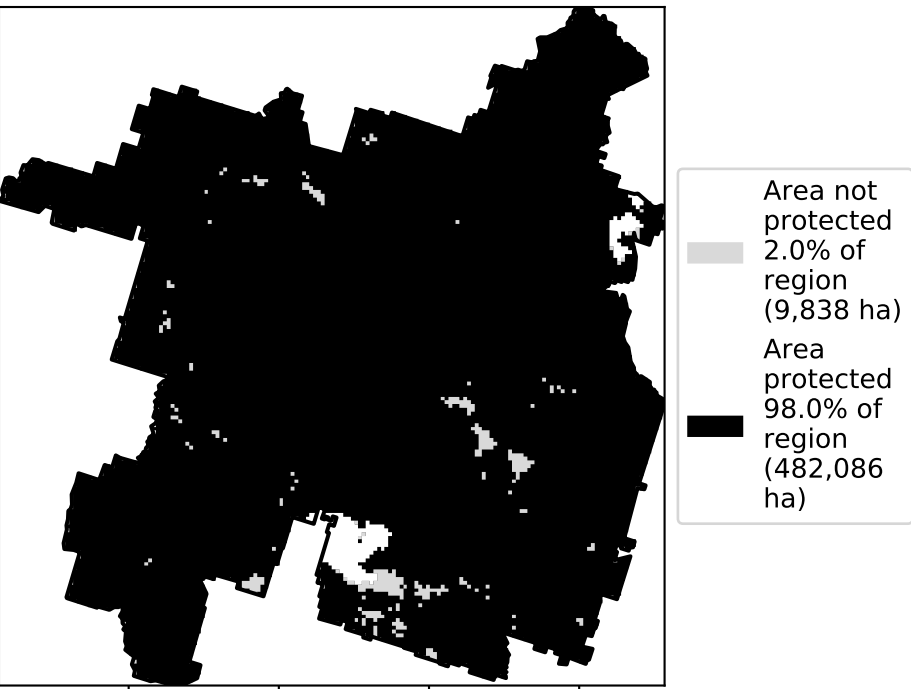 Area not
protected
2.0% of
region
(9,838 ha)
Area
protected
98.0% of
region
(482,086
ha)